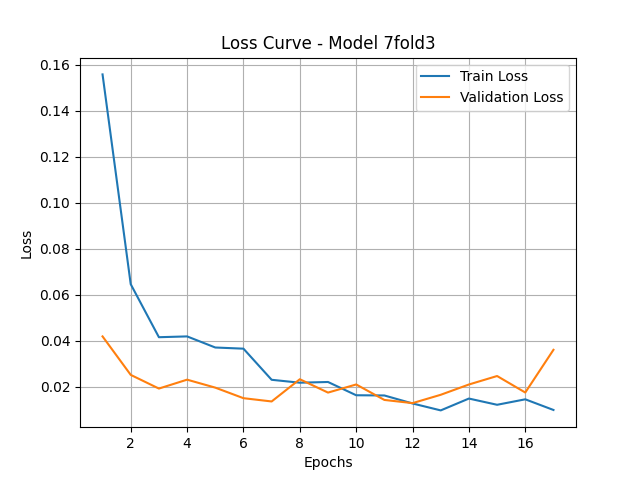 Loss Curve - Model 7fold3
Train Loss
Validation Loss
0.16
0.14
0.12
0.10
0.08
0.06
0.04
0.02
Loss
2 4 6 8 10 12 14 16
Epochs